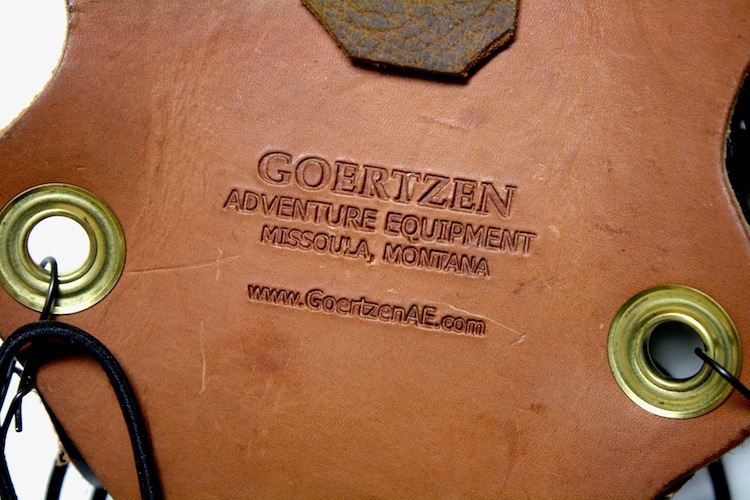 GOERTZEN
ADVENTURE EQUIPMENT
MISSOULA, MONTANA
www.GoertzenAE.com